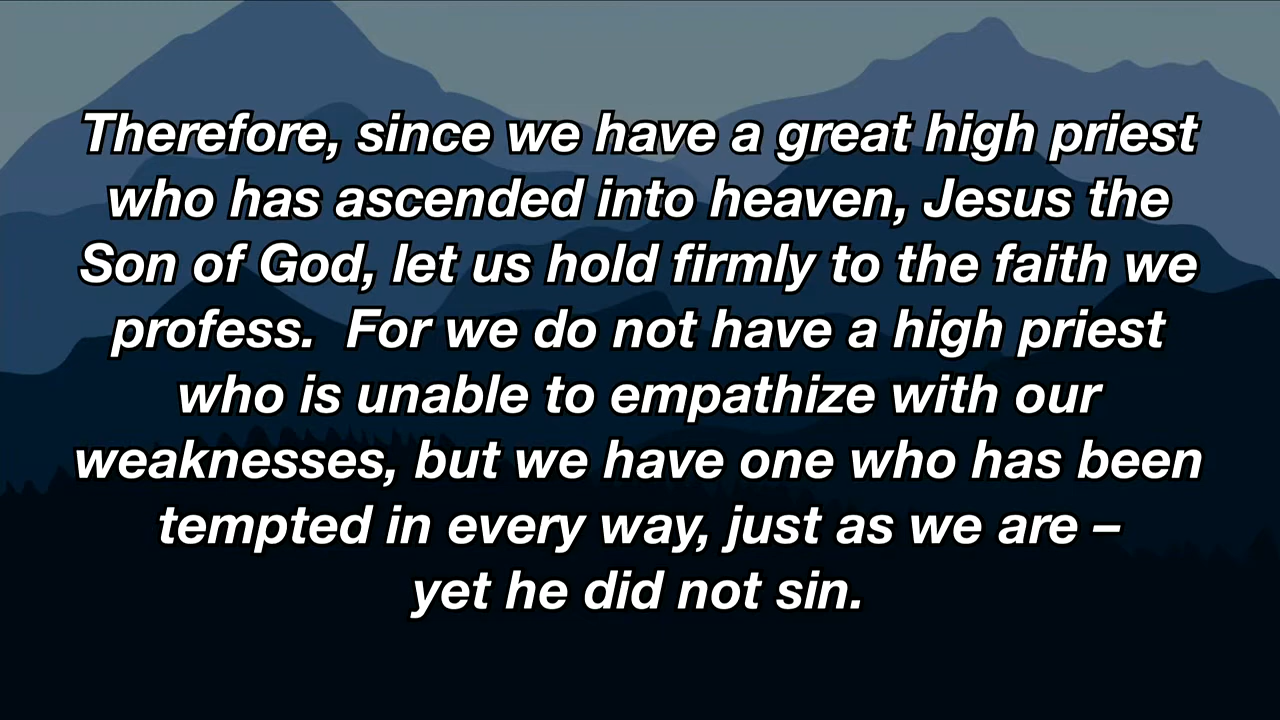 Therefore, since we have a great high priest
who has ascended into heaven, Jesus the
Son of God, let us hold firmly to the faith we
profess.  For we do not have a high priest
who is unable to empathize with our
weaknesses, but we have one who has been
tempted in every way, just as we are –
yet he did not sin.